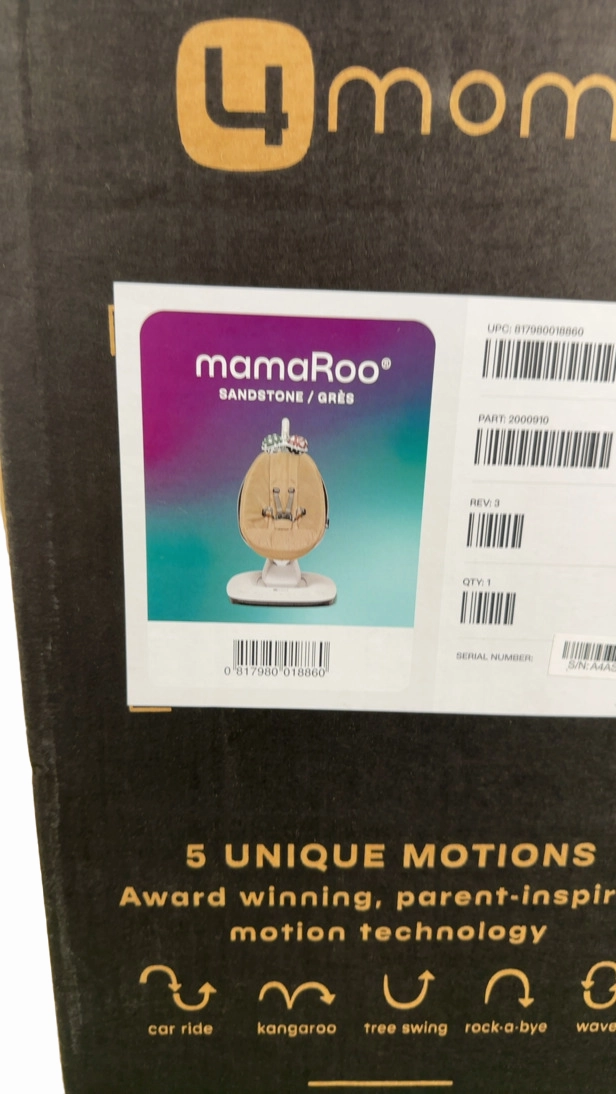 4mom
mamaRoo®
SANDSTONE / GRÈS
0 817980 018860
UPC: 817980018860
PART: 2000910
REV: 3
QTY: 1
SERIAL NUMBER:
S/N: A4A
5 UNIQUE MOTIONS
Award winning, parent-inspir
motion technology
car ride kangaroo tree swing rock-a-bye wave